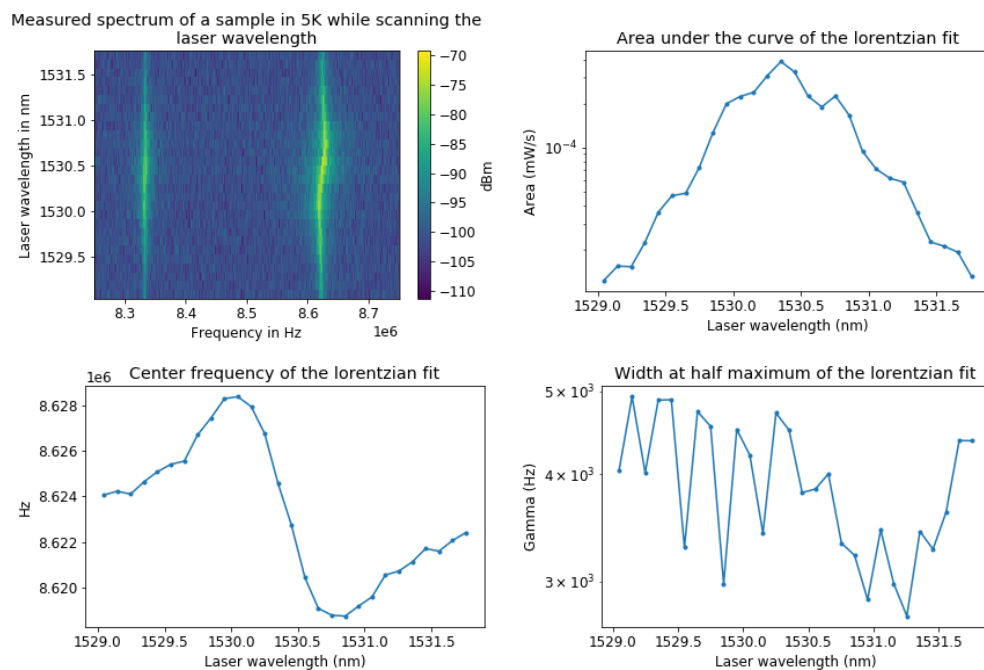 Measured spectrum of a sample in 5K while scanning the
laser wavelength
Laser wavelength in nm
1531.5
1531.0
1530.5
1530.0
1529.5
8.3
8.4
8.5
8.6
8.7
1e6
Frequency in Hz
−70
−75
−80
−85
−90
−95
−100
−105
−110
dBm
Area under the curve of the lorentzian fit
Area (mW/s)
10⁻⁴
1529.0
1529.5
1530.0
1530.5
1531.0
1531.5
Laser wavelength (nm)
Center frequency of the lorentzian fit
1e6
Hz
8.628
8.626
8.624
8.622
8.620
1529.0
1529.5
1530.0
1530.5
1531.0
1531.5
Laser wavelength (nm)
Width at half maximum of the lorentzian fit
Gamma (Hz)
5 × 10³
4 × 10³
3 × 10³
1529.0
1529.5
1530.0
1530.5
1531.0
1531.5
Laser wavelength (nm)